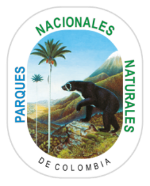 PARQUES
NACIONALES
NATURALES
DE COLOMBIA